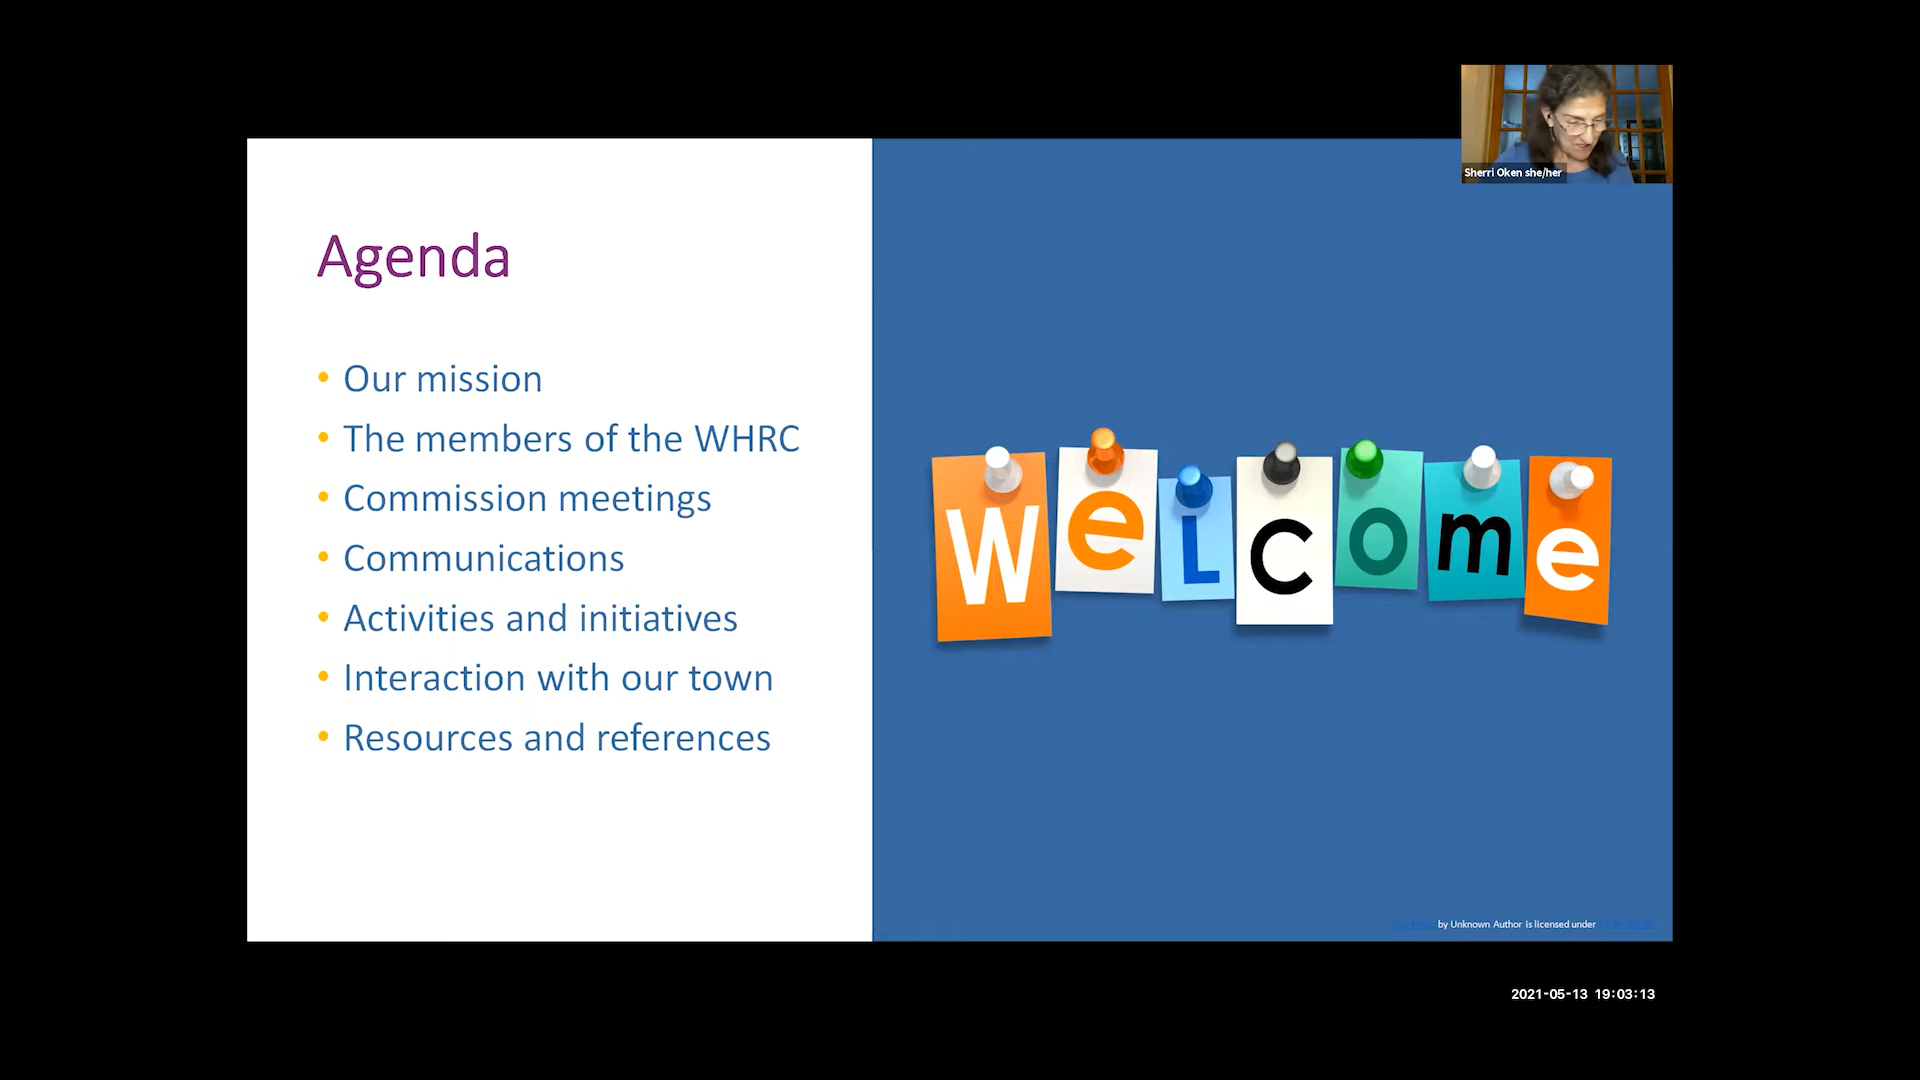 Sherri Oken she/her
Agenda
• Our mission
• The members of the WHRC
• Commission meetings
• Communications
• Activities and initiatives
• Interaction with our town
• Resources and references
Welcome
by Unknown Author is licensed under
2021-05-13 19:03:13